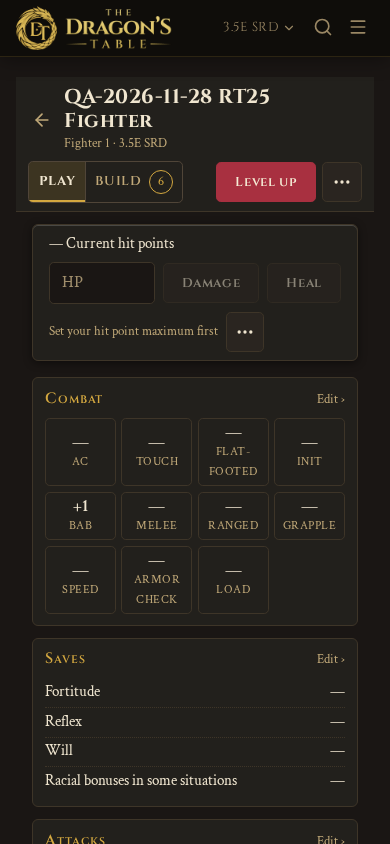 THE
DRAGON'S
TABLE
3.5E SRD
QA-2026-11-28 RT25
Fighter
Fighter 1 · 3.5E SRD
PLAY
BUILD 6
Level up
•••
— Current hit points
HP
Damage
Heal
Set your hit point maximum first
•••
Combat
Edit ›
—
AC
—
TOUCH
—
FLAT-
FOOTED
—
INIT
+1
BAB
—
MELEE
—
RANGED
—
GRAPPLE
—
SPEED
—
ARMOR
CHECK
—
LOAD
Saves
Edit ›
Fortitude —
Reflex —
Will —
Racial bonuses in some situations —
Attacks
Edit ›